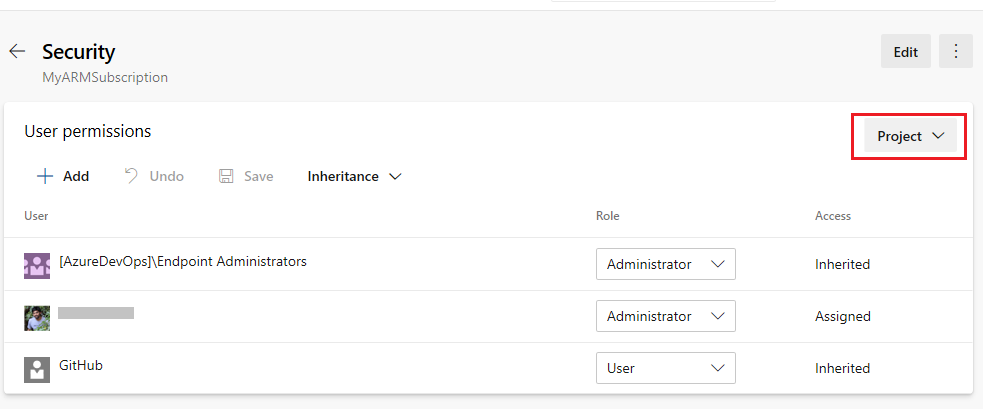 Security
Edit
MyARMSubscription
User permissions
Project
Add Undo Save Inheritance
User Role Access
[AzureDevOps]\Endpoint Administrators Administrator Inherited
Administrator Assigned
GitHub User Inherited